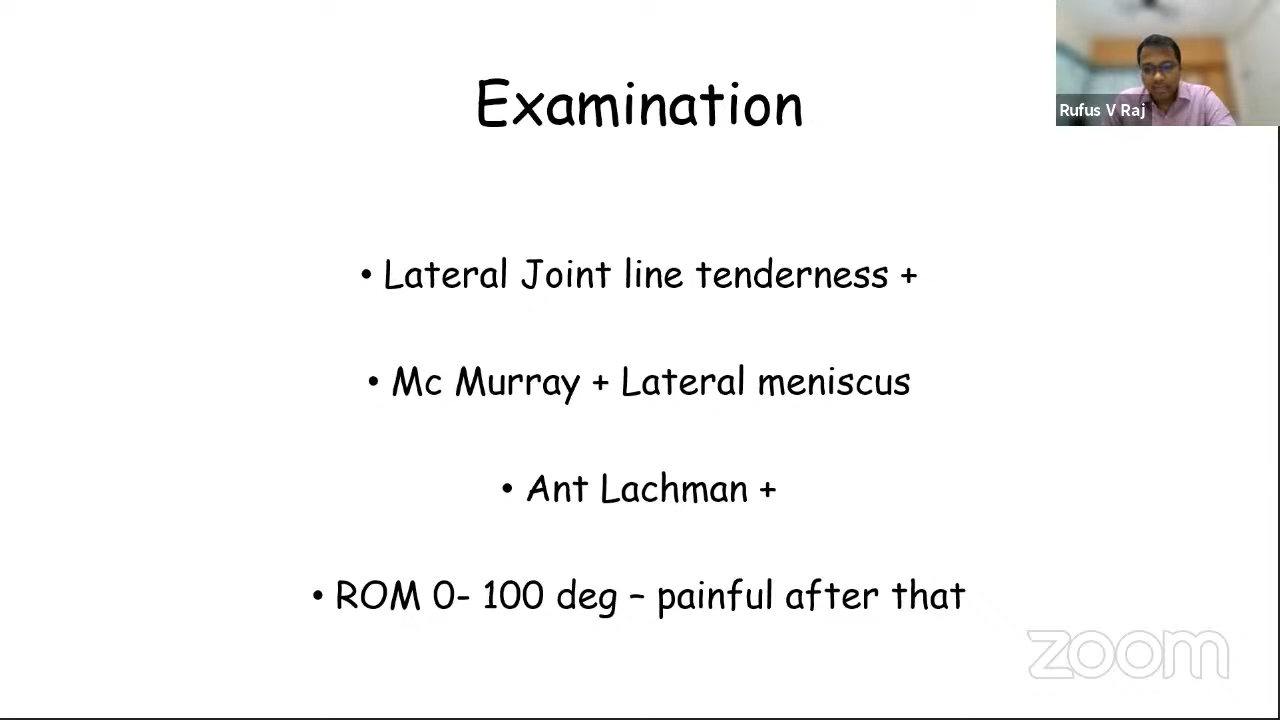 Examination
Rufus V Raj
• Lateral Joint line tenderness +
• Mc Murray + Lateral meniscus
• Ant Lachman +
• ROM 0- 100 deg – painful after that
zoom